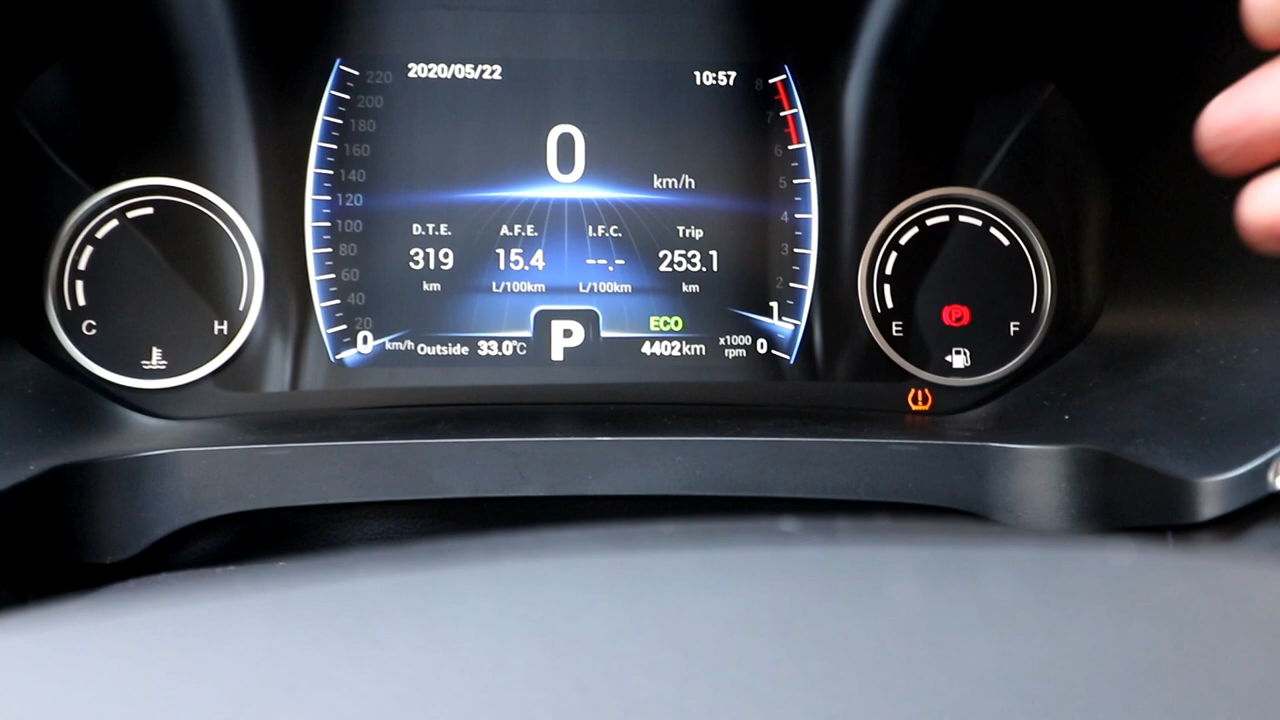 2020/05/22 10:57
220
200
180
160
140
120
100
80
60
40
20
0 km/h
8
7
6
5
4
3
2
1
x1000
rpm 0
0 km/h
D.T.E. A.F.E. I.F.C. Trip
319 15.4 --.- 253.1
km L/100km L/100km km
P ECO
Outside 33.0°C 4402km
C H
E F
P